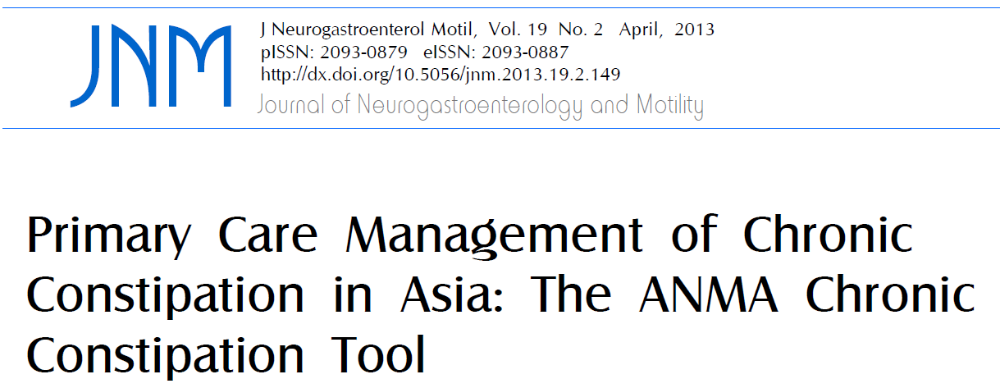 JNM
J Neurogastroenterol Motil, Vol. 19 No. 2 April, 2013
pISSN: 2093-0879 eISSN: 2093-0887
http://dx.doi.org/10.5056/jnm.2013.19.2.149
Journal of Neurogastroenterology and Motility
Primary Care Management of Chronic
Constipation in Asia: The ANMA Chronic
Constipation Tool